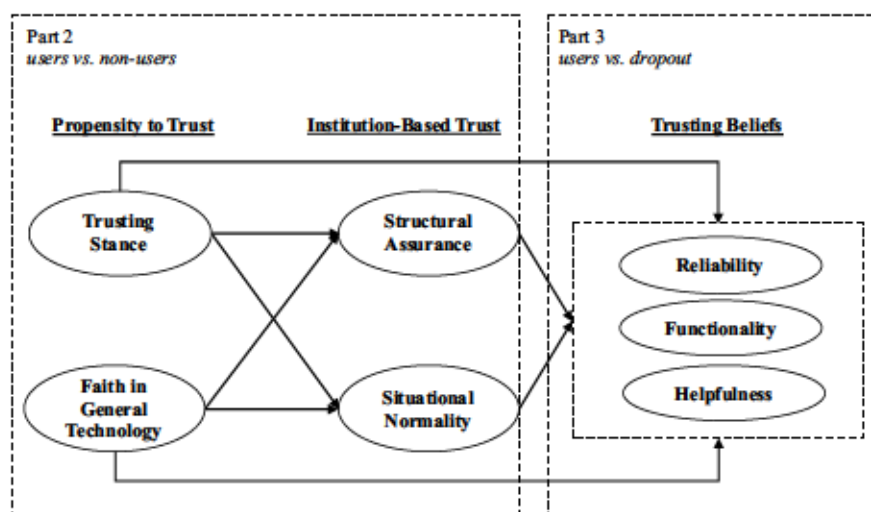 Part 2
users vs. non-users
Part 3
users vs. dropout
Propensity to Trust
Institution-Based Trust
Trusting Beliefs
Trusting
Stance
Structural
Assurance
Reliability
Functionality
Helpfulness
Faith in
General
Technology
Situational
Normality